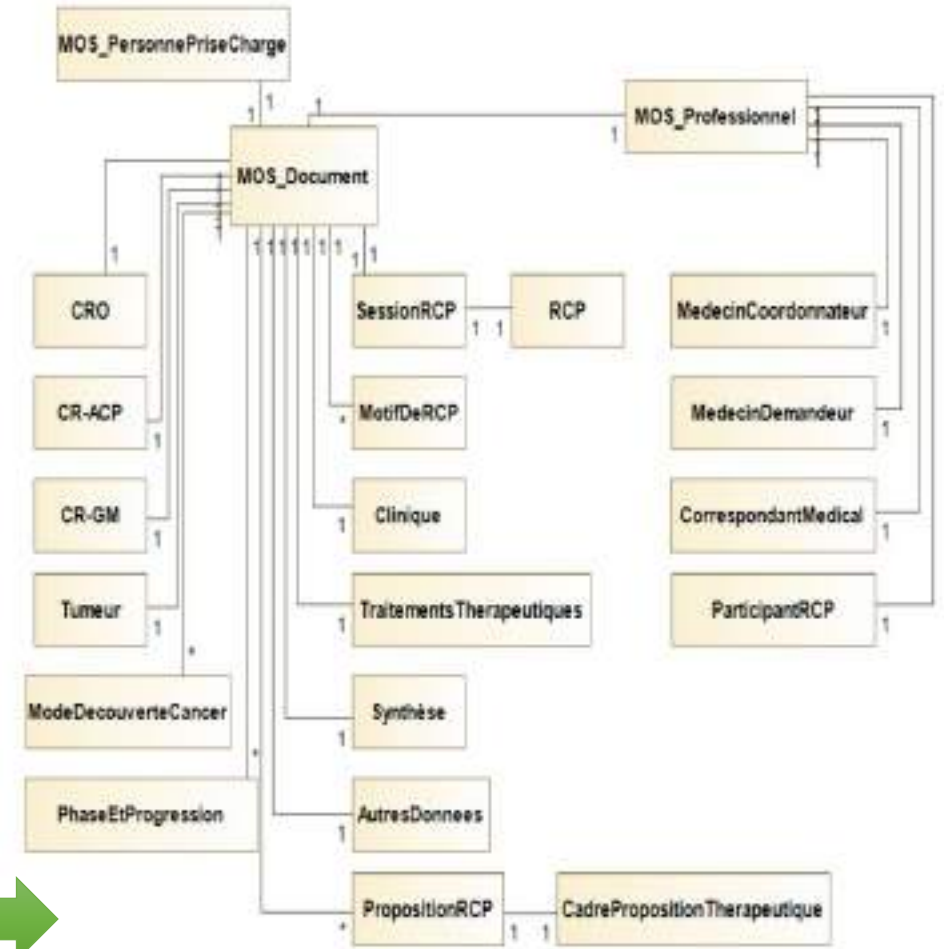 MOS_PersonnePriseCharge
1
1
1
MOS_Professionnel
1
MOS_Document
1
1 1 1 1 1 1 1 1
1 1
CRO
SessionRCP
1 1
RCP
MedecinCoordonnateur
1
CR-ACP
1
MotifDeRCP
*
MedecinDemandeur
1
CR-GM
1
Clinique
1
CorrespondantMedical
1
Tumeur
1
TraitementsTherapeutiques
1
ParticipantRCP
1
*
ModeDecouverteCancer
Synthèse
1
*
PhaseEtProgression
AutresDonnees
1
PropositionRCP
*
1 1
CadrePropositionTherapeutique